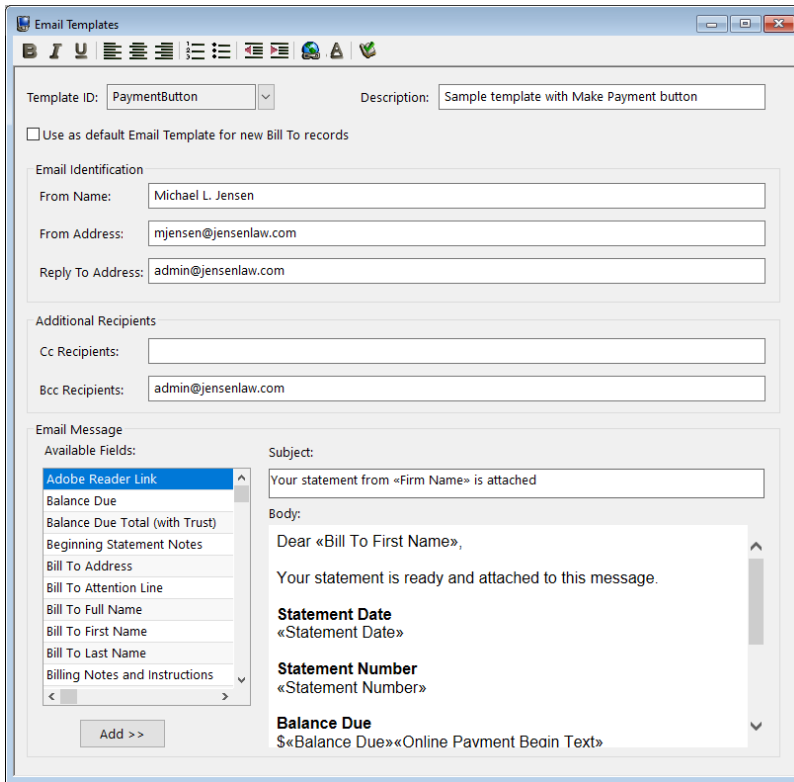 Email Templates
B I U
Template ID: PaymentButton Description: Sample template with Make Payment button
Use as default Email Template for new Bill To records
Email Identification
From Name: Michael L. Jensen
From Address: mjensen@jensenlaw.com
Reply To Address: admin@jensenlaw.com
Additional Recipients
Cc Recipients:
Bcc Recipients: admin@jensenlaw.com
Email Message
Available Fields:
Adobe Reader Link
Balance Due
Balance Due Total (with Trust)
Beginning Statement Notes
Bill To Address
Bill To Attention Line
Bill To Full Name
Bill To First Name
Bill To Last Name
Billing Notes and Instructions
Add >>
Subject:
Your statement from «Firm Name» is attached
Body:
Dear «Bill To First Name»,
Your statement is ready and attached to this message.
Statement Date
«Statement Date»
Statement Number
«Statement Number»
Balance Due
$«Balance Due»«Online Payment Begin Text»